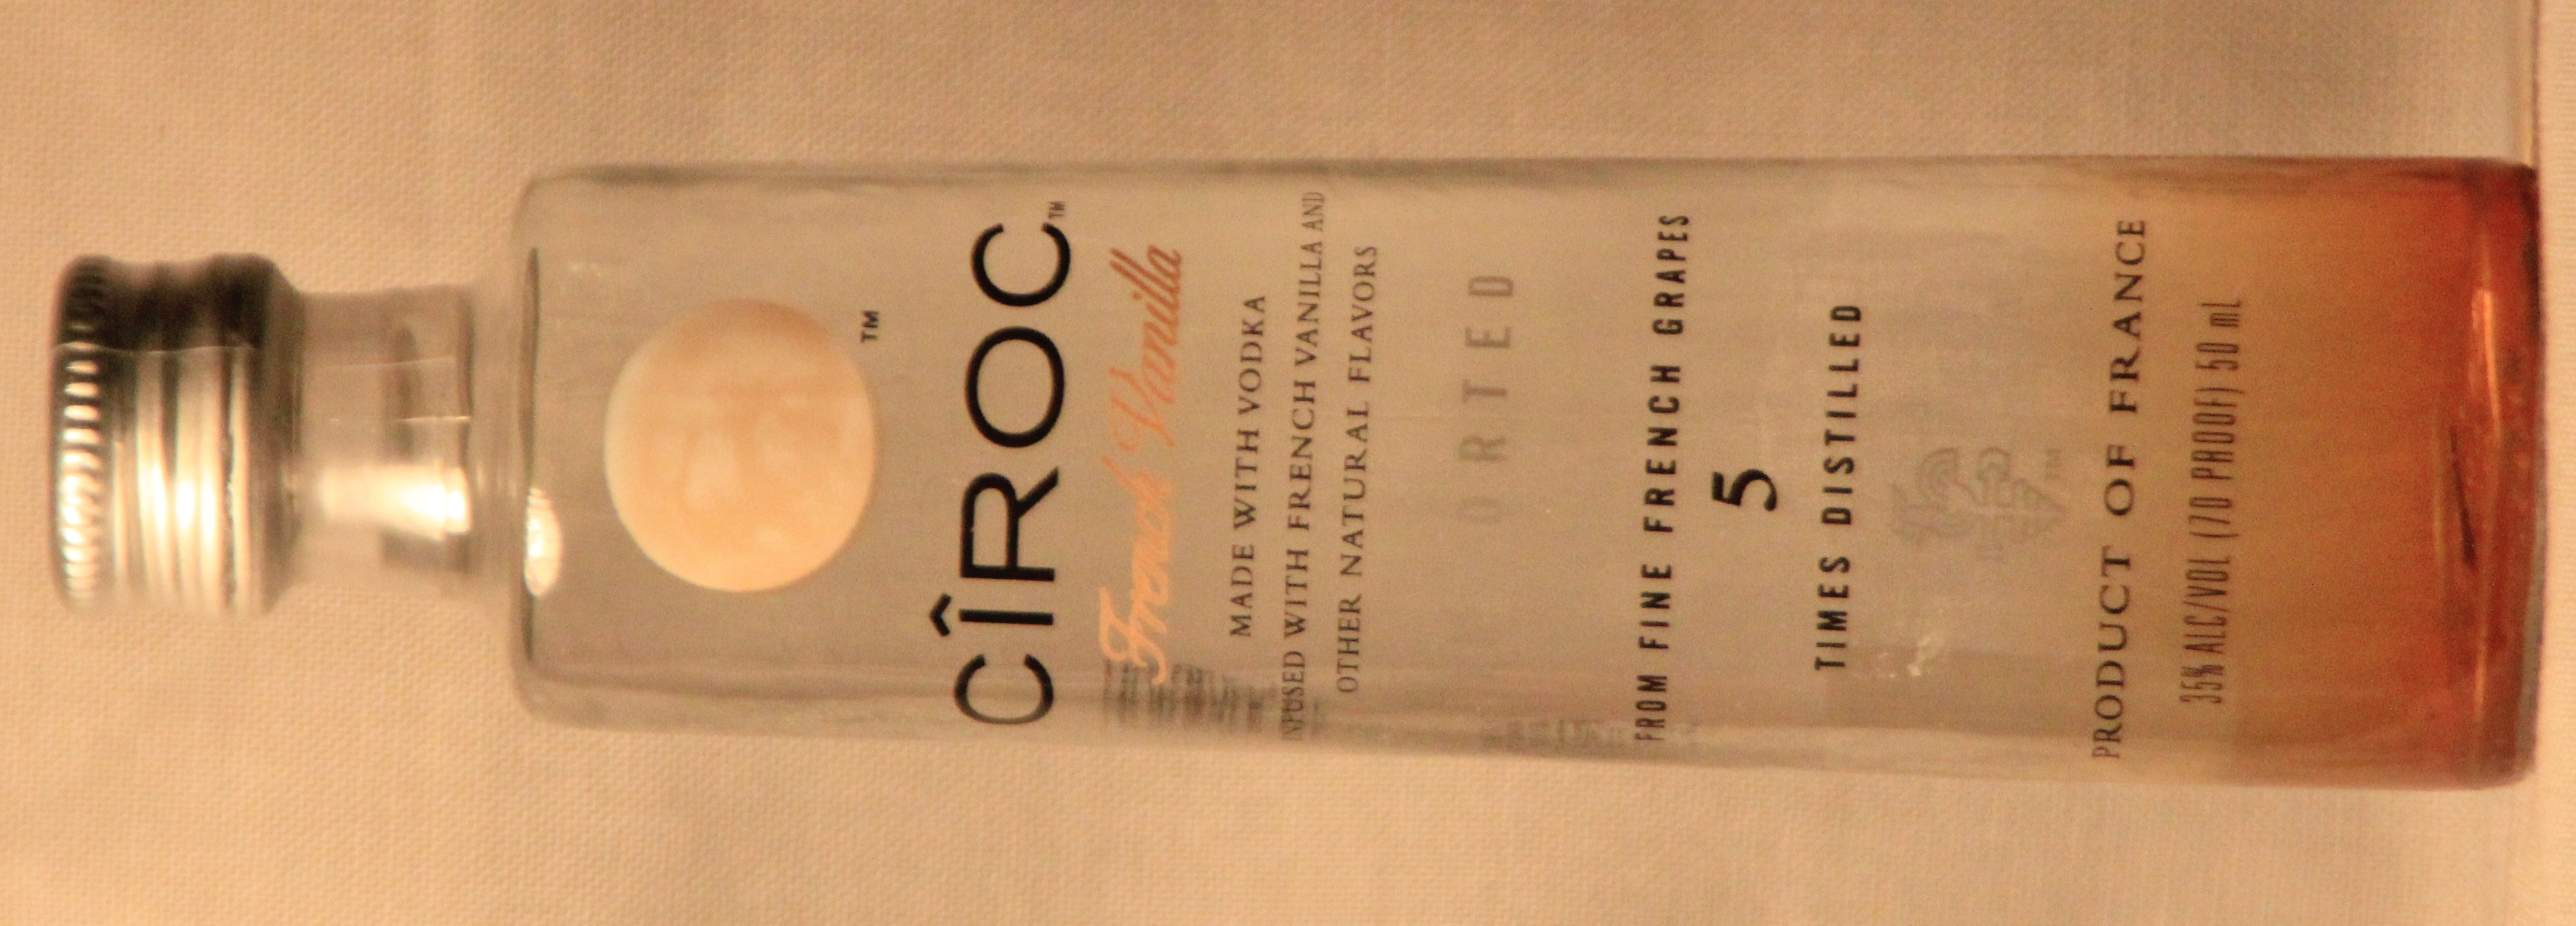 ™
CÎROC™
French Vanilla
MADE WITH VODKA
INFUSED WITH FRENCH VANILLA AND
OTHER NATURAL FLAVORS
ORTED
FROM FINE FRENCH GRAPES
5
TIMES DISTILLED
™
PRODUCT OF FRANCE
35% ALC/VOL (70 PROOF) 50 mL